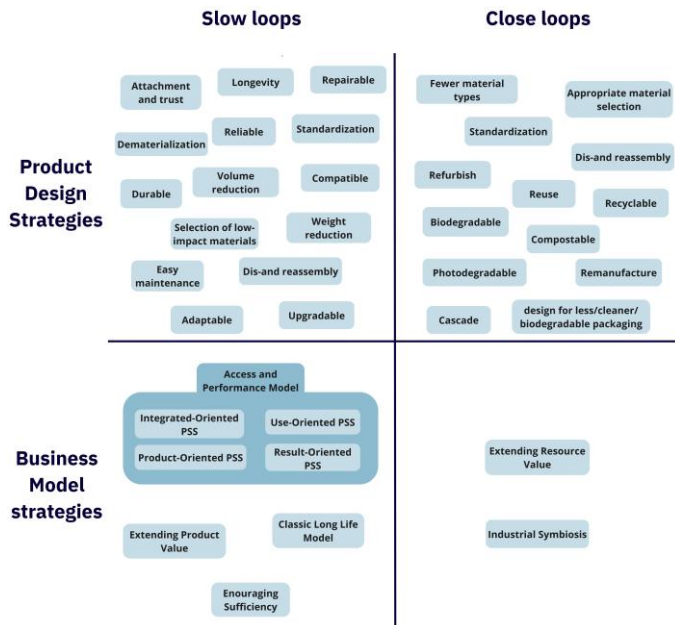 Slow loops
Close loops
Product
Design
Strategies
Attachment
and trust
Longevity
Repairable
Dematerialization
Reliable
Standardization
Durable
Volume
reduction
Compatible
Selection of low-
impact materials
Weight
reduction
Easy
maintenance
Dis-and reassembly
Adaptable
Upgradable
Fewer material
types
Appropriate material
selection
Standardization
Dis-and reassembly
Refurbish
Reuse
Recyclable
Biodegradable
Compostable
Photodegradable
Remanufacture
Cascade
design for less/cleaner/
biodegradable packaging
Business
Model
strategies
Access and
Performance Model
Integrated-Oriented
PSS
Use-Oriented PSS
Product-Oriented PSS
Result-Oriented
PSS
Extending Product
Value
Classic Long Life
Model
Enouraging
Sufficiency
Extending Resource
Value
Industrial Symbiosis